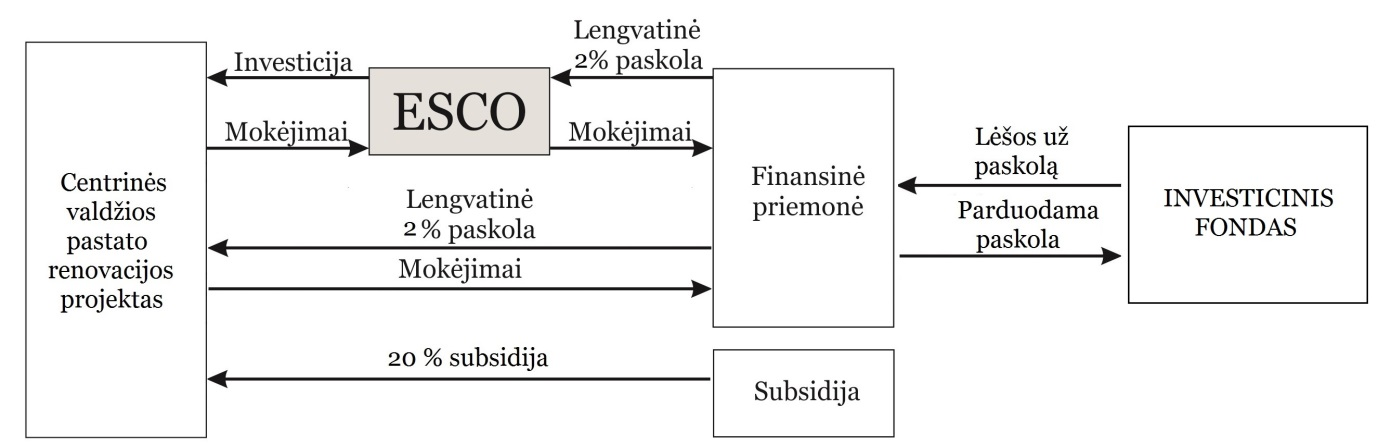 Centrinės
valdžios
pastato
renovacijos
projektas
Investicija
Mokėjimai
ESCO
Lengvatinė
2% paskola
Mokėjimai
Lengvatinė
2% paskola
Mokėjimai
20 % subsidija
Finansinė
priemonė
Subsidija
Lėšos už
paskolą
Parduodama
paskola
INVESTICINIS
FONDAS